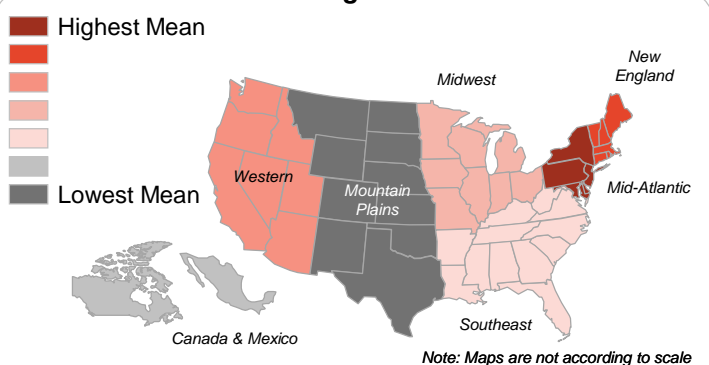 Highest Mean
New
England
Midwest
Western
Mountain
Plains
Mid-Atlantic
Lowest Mean
Southeast
Canada & Mexico
Note: Maps are not according to scale